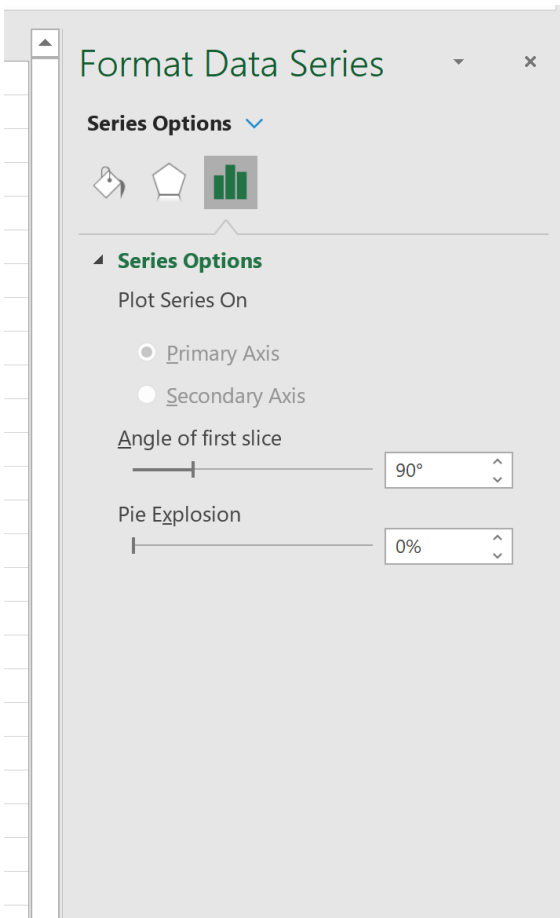 Format Data Series
Series Options
Series Options
Plot Series On
Primary Axis
Secondary Axis
Angle of first slice
90°
Pie Explosion
0%